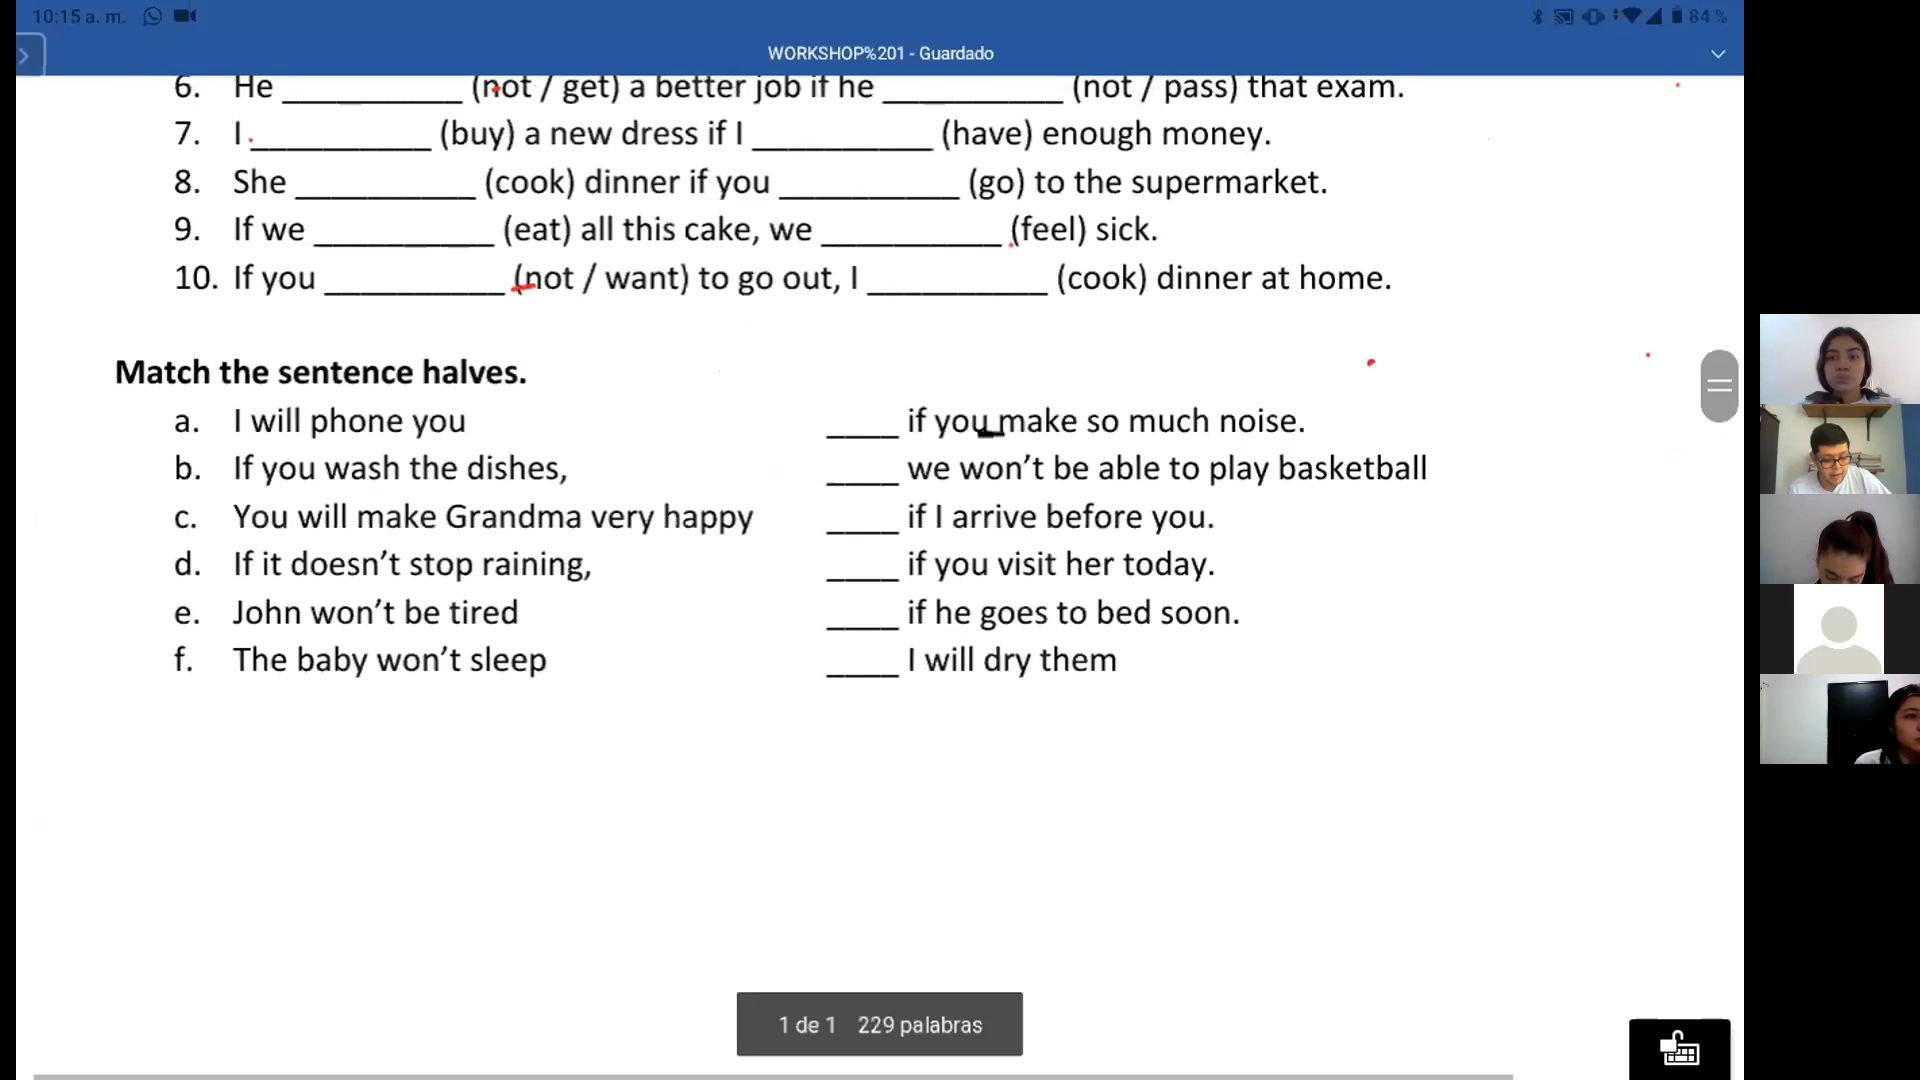 10:15 a. m. 84 %
WORKSHOP%201 - Guardado
6. He __________ (not / get) a better job if he __________ (not / pass) that exam.
7. I __________ (buy) a new dress if I __________ (have) enough money.
8. She __________ (cook) dinner if you __________ (go) to the supermarket.
9. If we __________ (eat) all this cake, we __________ (feel) sick.
10. If you __________ (not / want) to go out, I __________ (cook) dinner at home.
Match the sentence halves.
a. I will phone you ____ if you make so much noise.
b. If you wash the dishes, ____ we won’t be able to play basketball
c. You will make Grandma very happy ____ if I arrive before you.
d. If it doesn’t stop raining, ____ if you visit her today.
e. John won’t be tired ____ if he goes to bed soon.
f. The baby won’t sleep ____ I will dry them
1 de 1 229 palabras